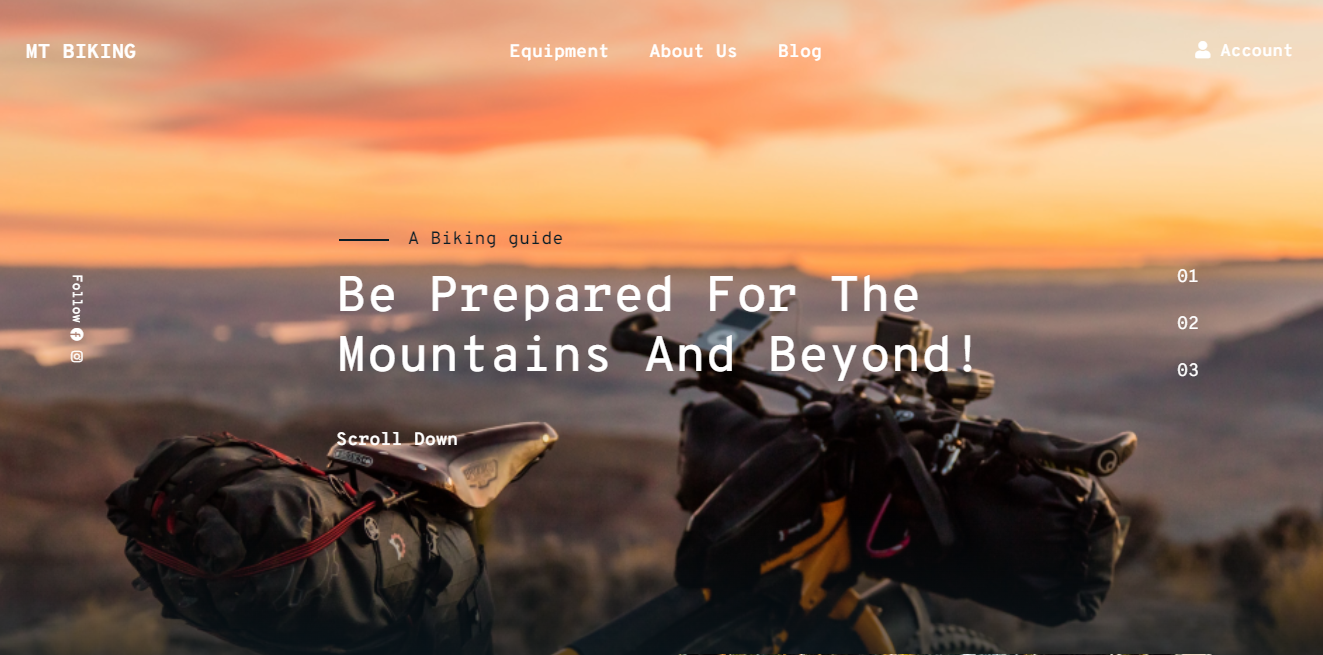 MT BIKING
Equipment
About Us
Blog
Account
A Biking guide
Be Prepared For The
Mountains And Beyond!
Scroll Down
Follow
01
02
03